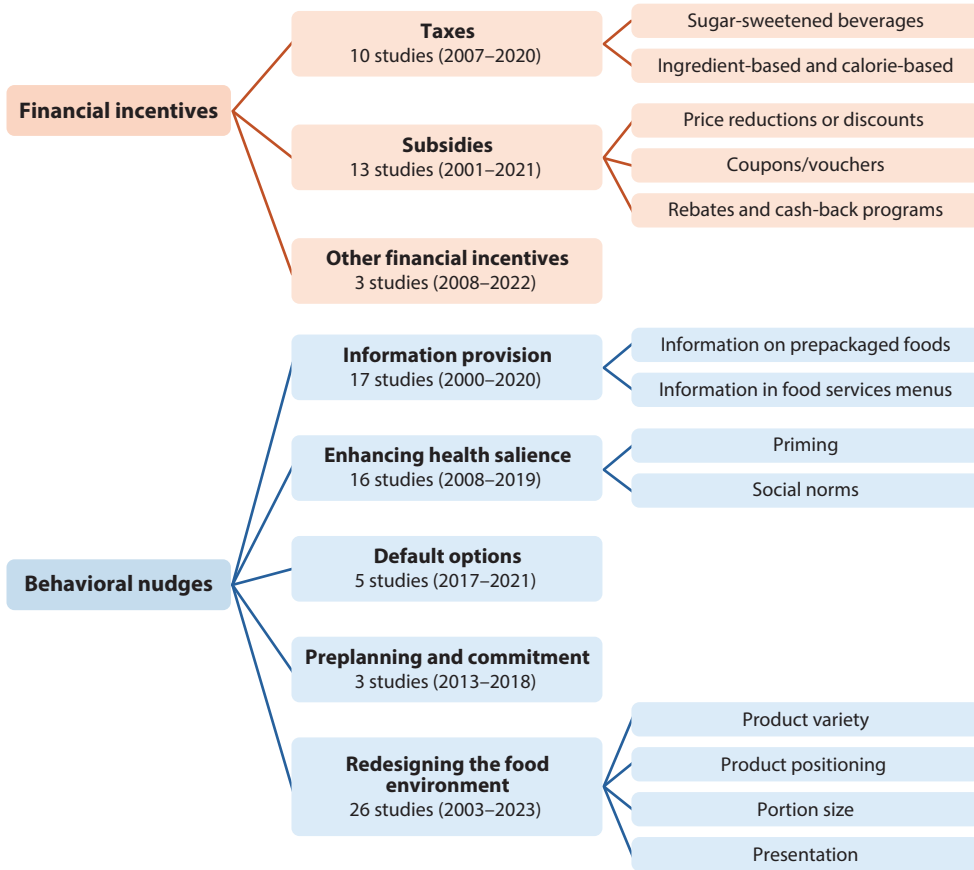 Financial incentives
Taxes
10 studies (2007–2020)
Sugar-sweetened beverages
Ingredient-based and calorie-based
Subsidies
13 studies (2001–2021)
Price reductions or discounts
Coupons/vouchers
Rebates and cash-back programs
Other financial incentives
3 studies (2008–2022)
Behavioral nudges
Information provision
17 studies (2000–2020)
Information on prepackaged foods
Information in food services menus
Enhancing health salience
16 studies (2008–2019)
Priming
Social norms
Default options
5 studies (2017–2021)
Preplanning and commitment
3 studies (2013–2018)
Redesigning the food
environment
26 studies (2003–2023)
Product variety
Product positioning
Portion size
Presentation